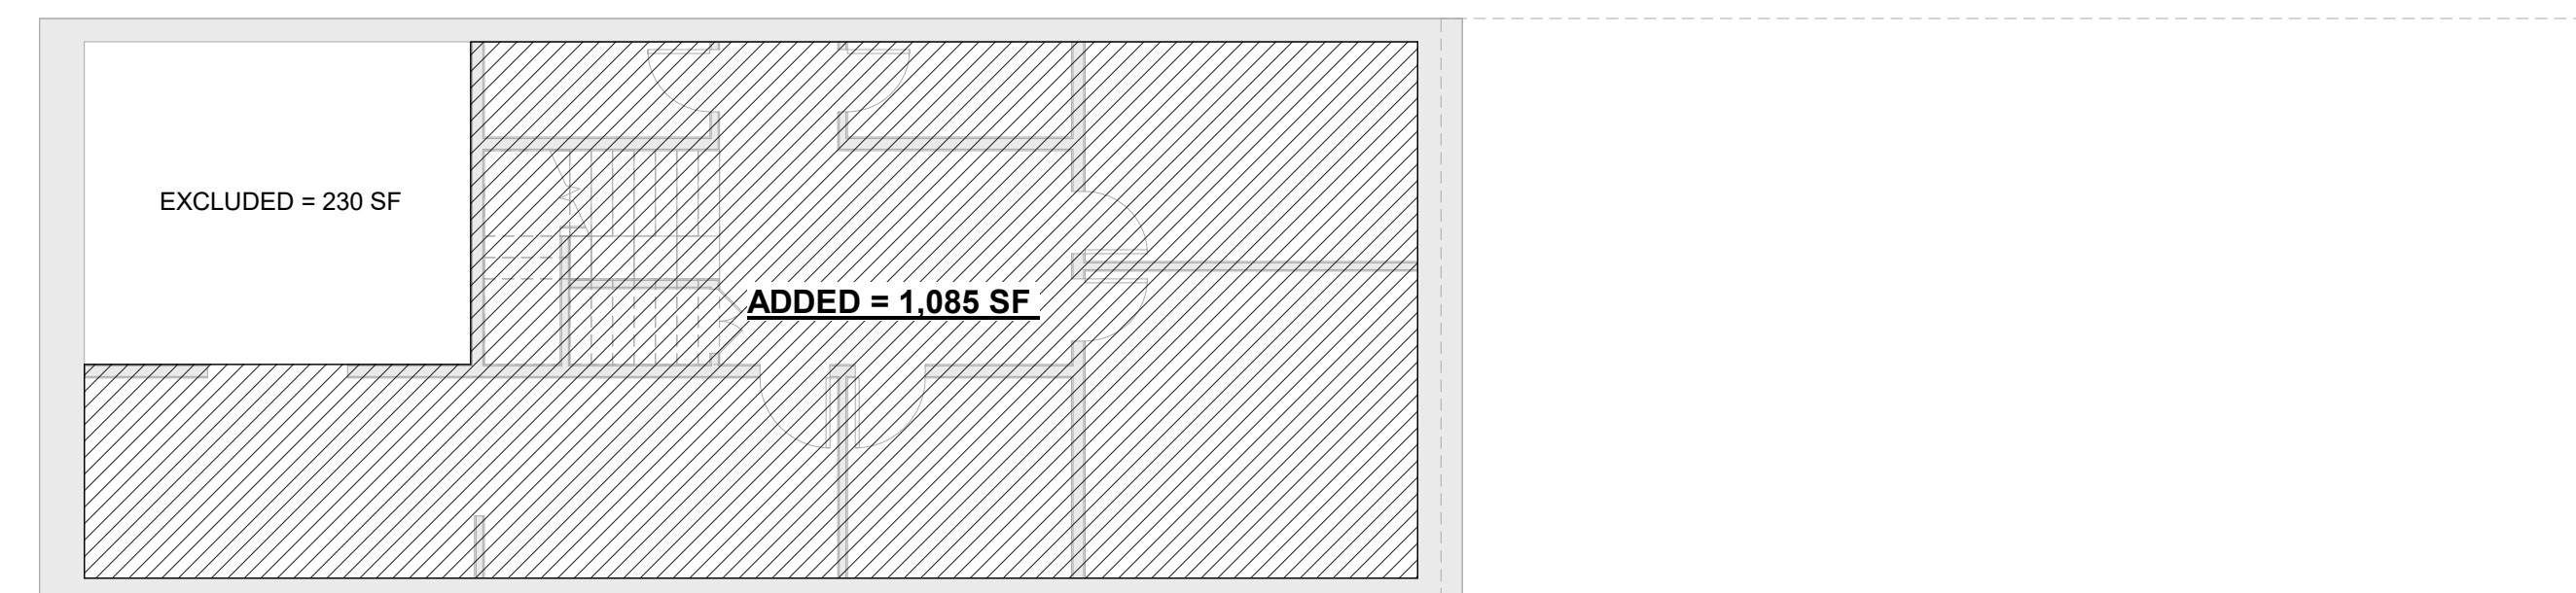 EXCLUDED = 230 SF
ADDED = 1,085 SF